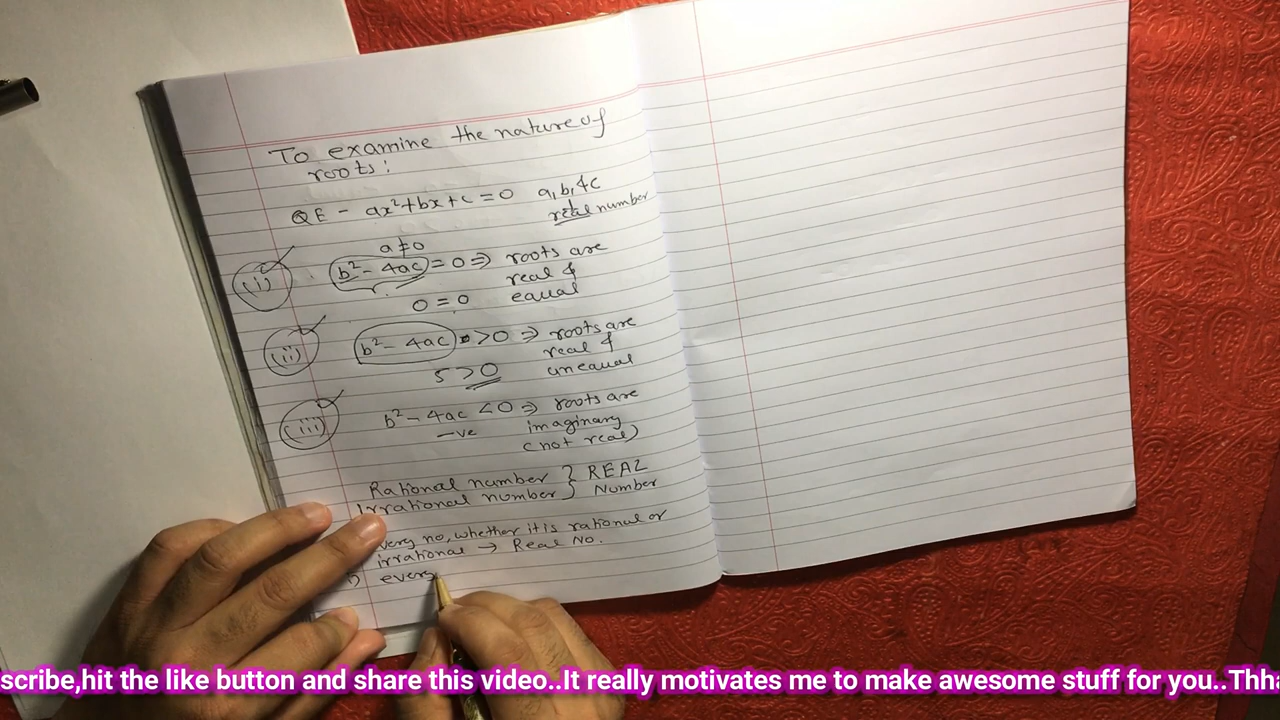 To examine the nature of
roots:
QE - ax²+bx+c=0 a, b, & c
real number
a≠0
(i) b²-4ac = 0 ⇒ roots are
real &
0 = 0 equal
(ii) b²-4ac >0 ⇒ roots are
real &
5 > 0 unequal
(iii) b²-4ac <0 ⇒ roots are
-ve imaginary
(not real)
Rational number } REAL
Irrational number } Number
very no, whether it is rational or
irrational → Real No.
every
scribe,hit the like button and share this video..It really motivates me to make awesome stuff for you..Thha